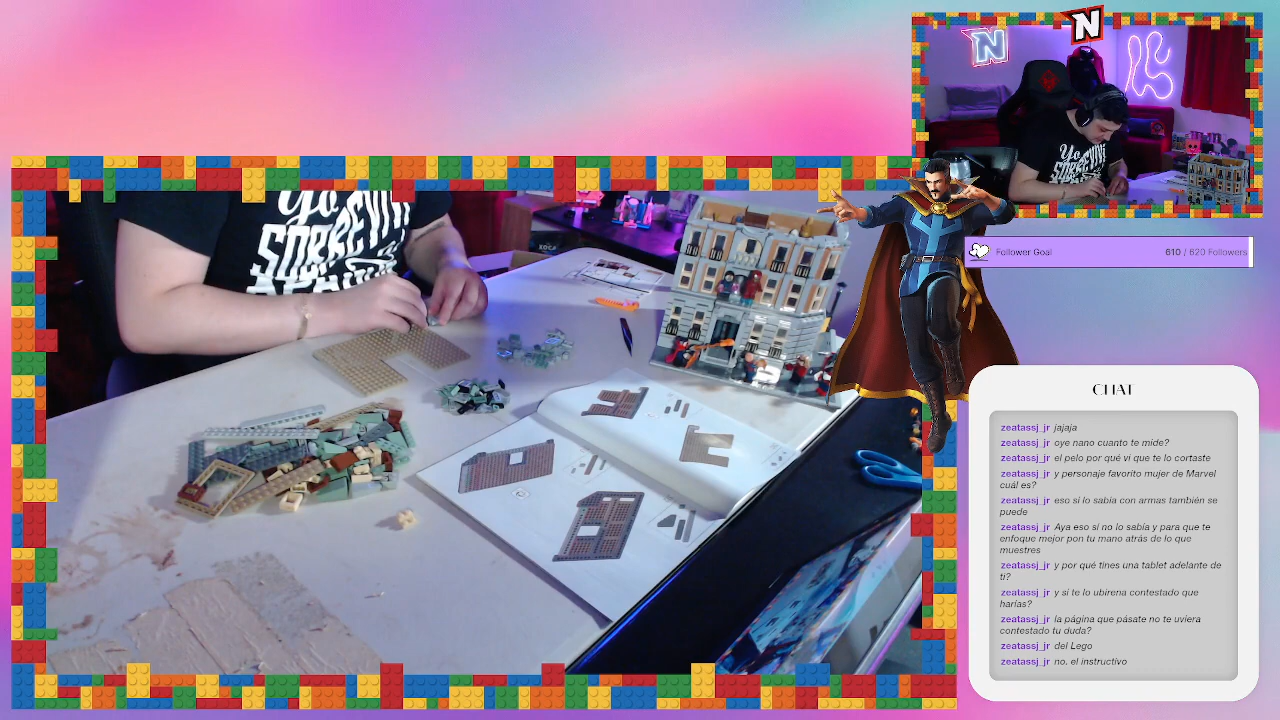 N
N
Yo
SOBREVIVÍ
Follower Goal
610 / 620 Followers
CHAT
zeatassj_jr jajaja
zeatassj_jr oye nano cuanto te mide?
zeatassj_jr el pelo por qué vi que te lo cortaste
zeatassj_jr y personaje favorito mujer de Marvel
cuál es?
zeatassj_jr eso si lo sabía con armas también se
puede
zeatassj_jr Aya eso si no lo sabía y para que te
enfoque mejor pon tu mano atrás de lo que
muestres
zeatassj_jr y por qué tines una tablet adelante de
ti?
zeatassj_jr y si te lo ubirena contestado que
harías?
zeatassj_jr la página que pásate no te uviera
contestado tu duda?
zeatassj_jr del Lego
zeatassj_jr no, el instructivo